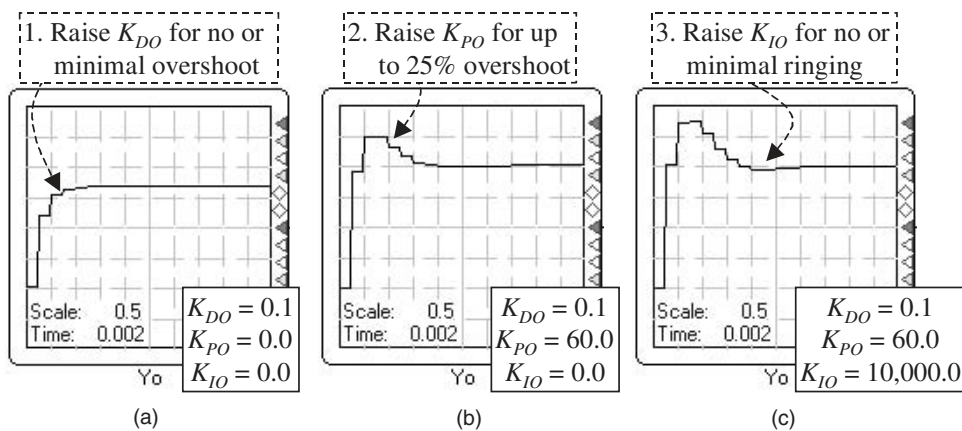 1. Raise K_DO for no or
minimal overshoot
2. Raise K_PO for up
to 25% overshoot
3. Raise K_IO for no or
minimal ringing
Scale: 0.5
Time: 0.002
K_DO = 0.1
K_PO = 0.0
K_IO = 0.0
Yo
(a)
Scale: 0.5
Time: 0.002
K_DO = 0.1
K_PO = 60.0
K_IO = 0.0
Yo
(b)
Scale: 0.5
Time: 0.002
K_DO = 0.1
K_PO = 60.0
K_IO = 10,000.0
Yo
(c)